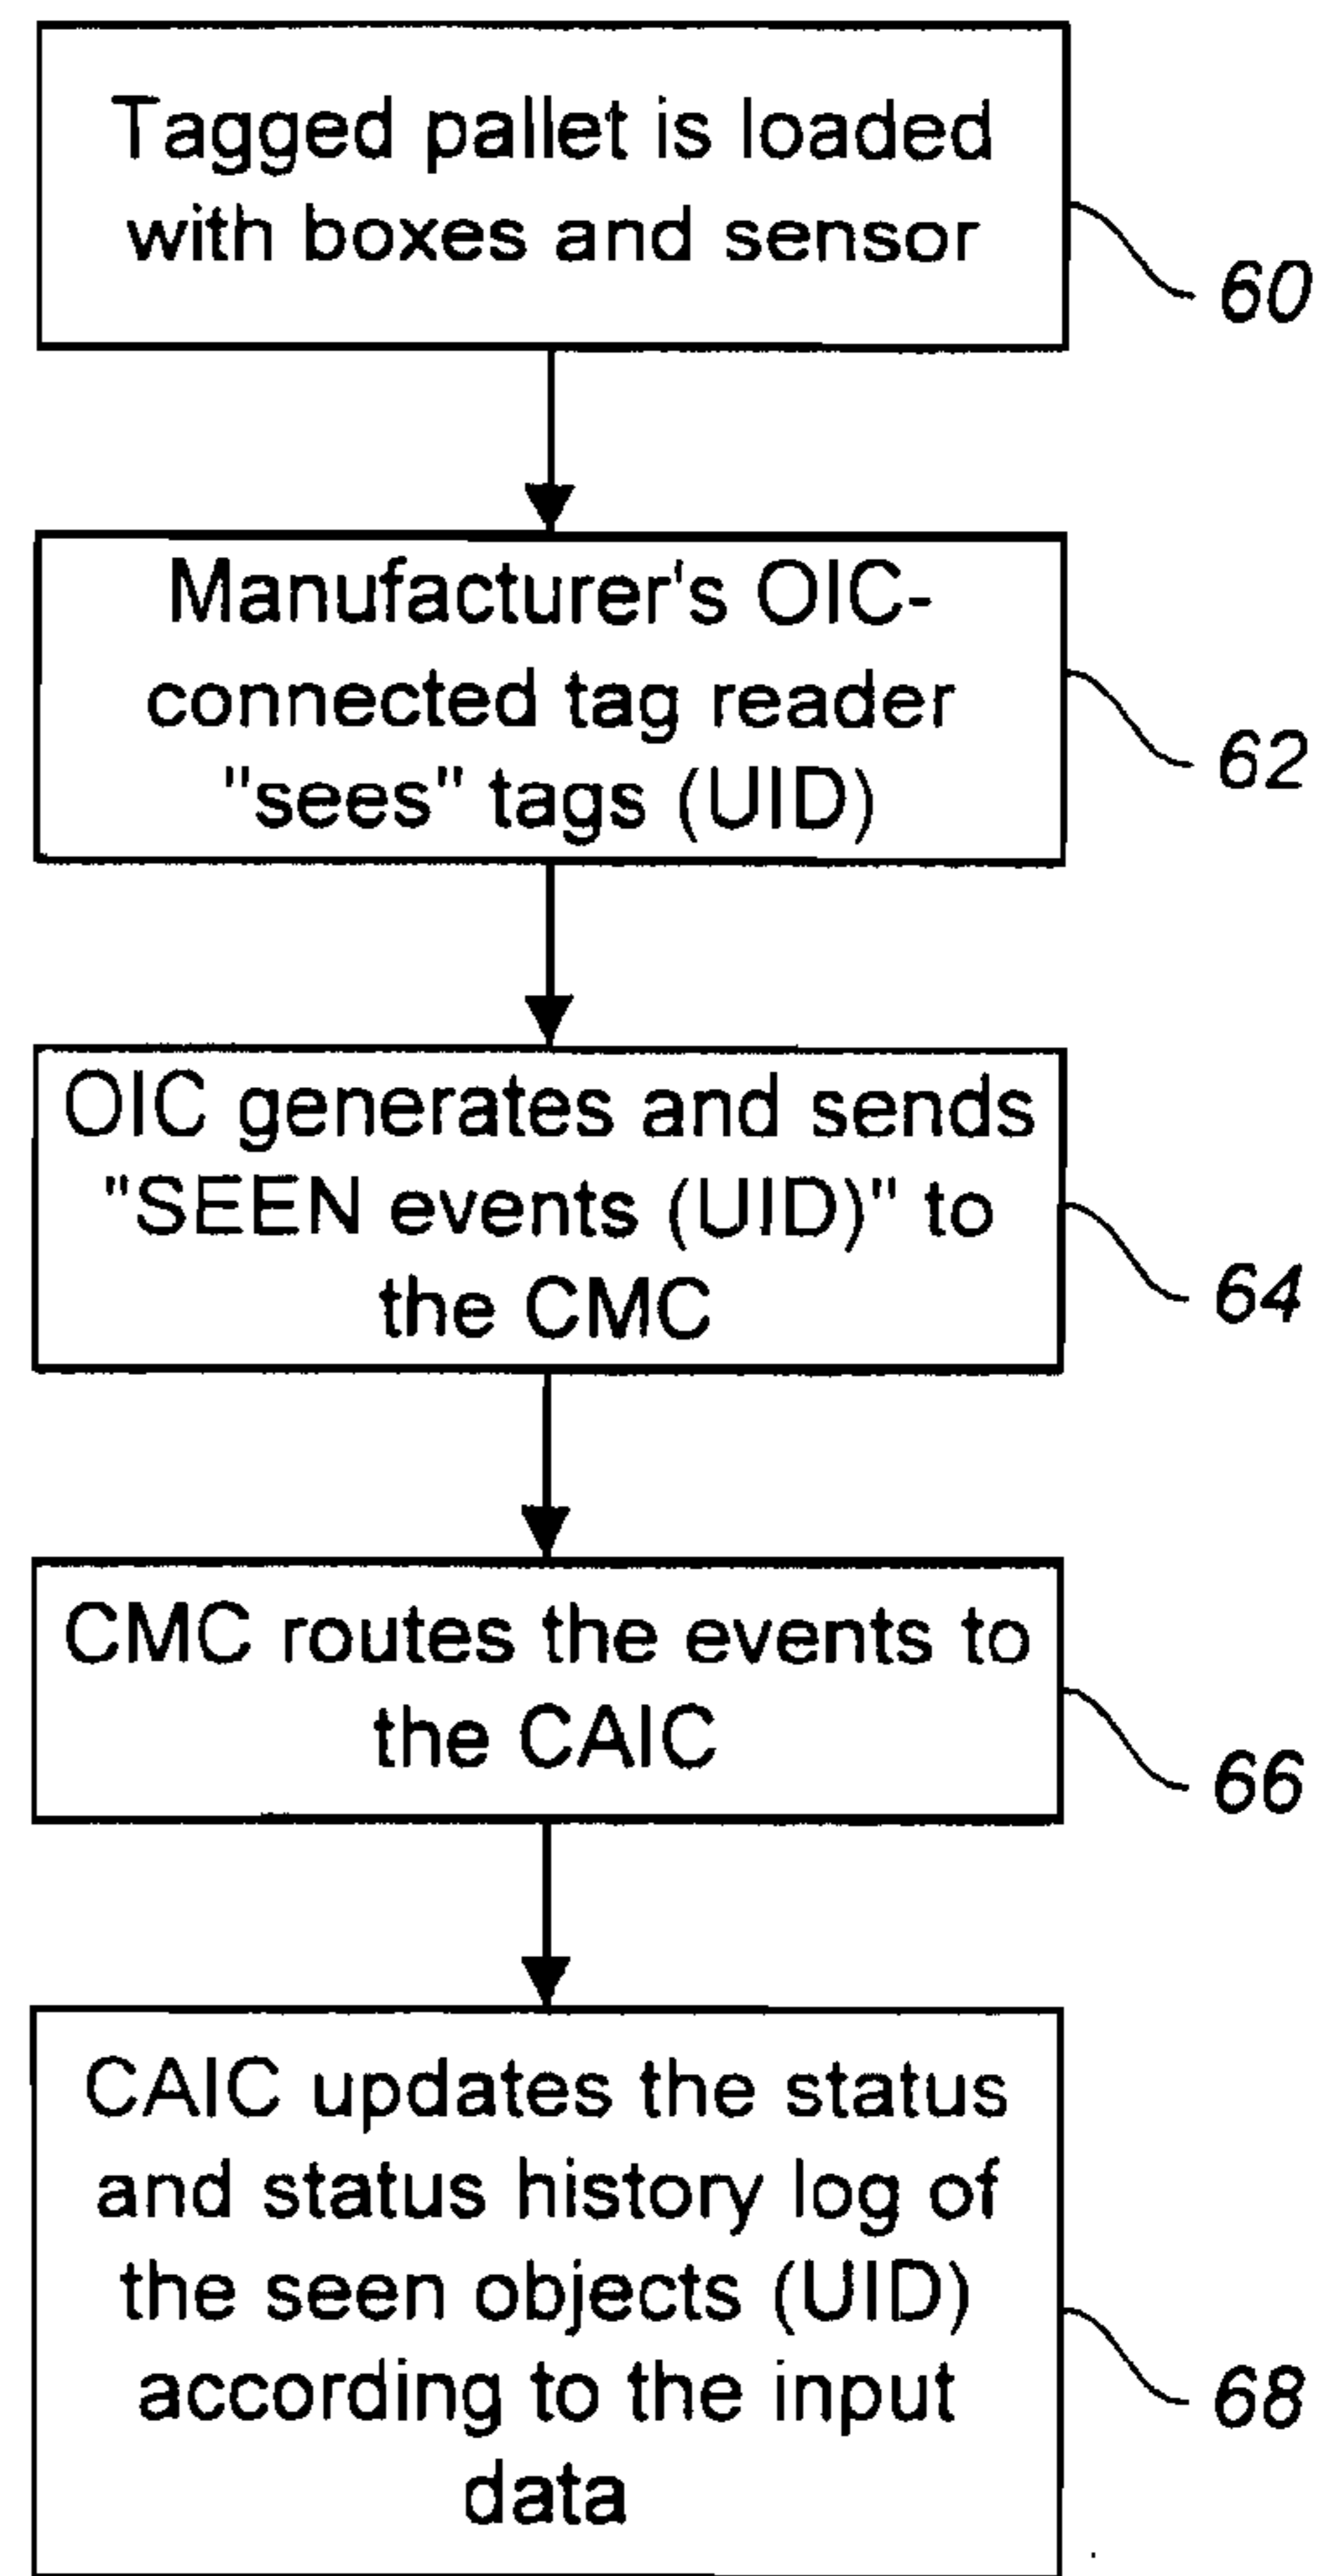 Tagged pallet is loaded
with boxes and sensor
60
Manufacturer's OIC-
connected tag reader
"sees" tags (UID)
62
OIC generates and sends
"SEEN events (UID)" to
the CMC
64
CMC routes the events to
the CAIC
66
CAIC updates the status
and status history log of
the seen objects (UID)
according to the input
data
68